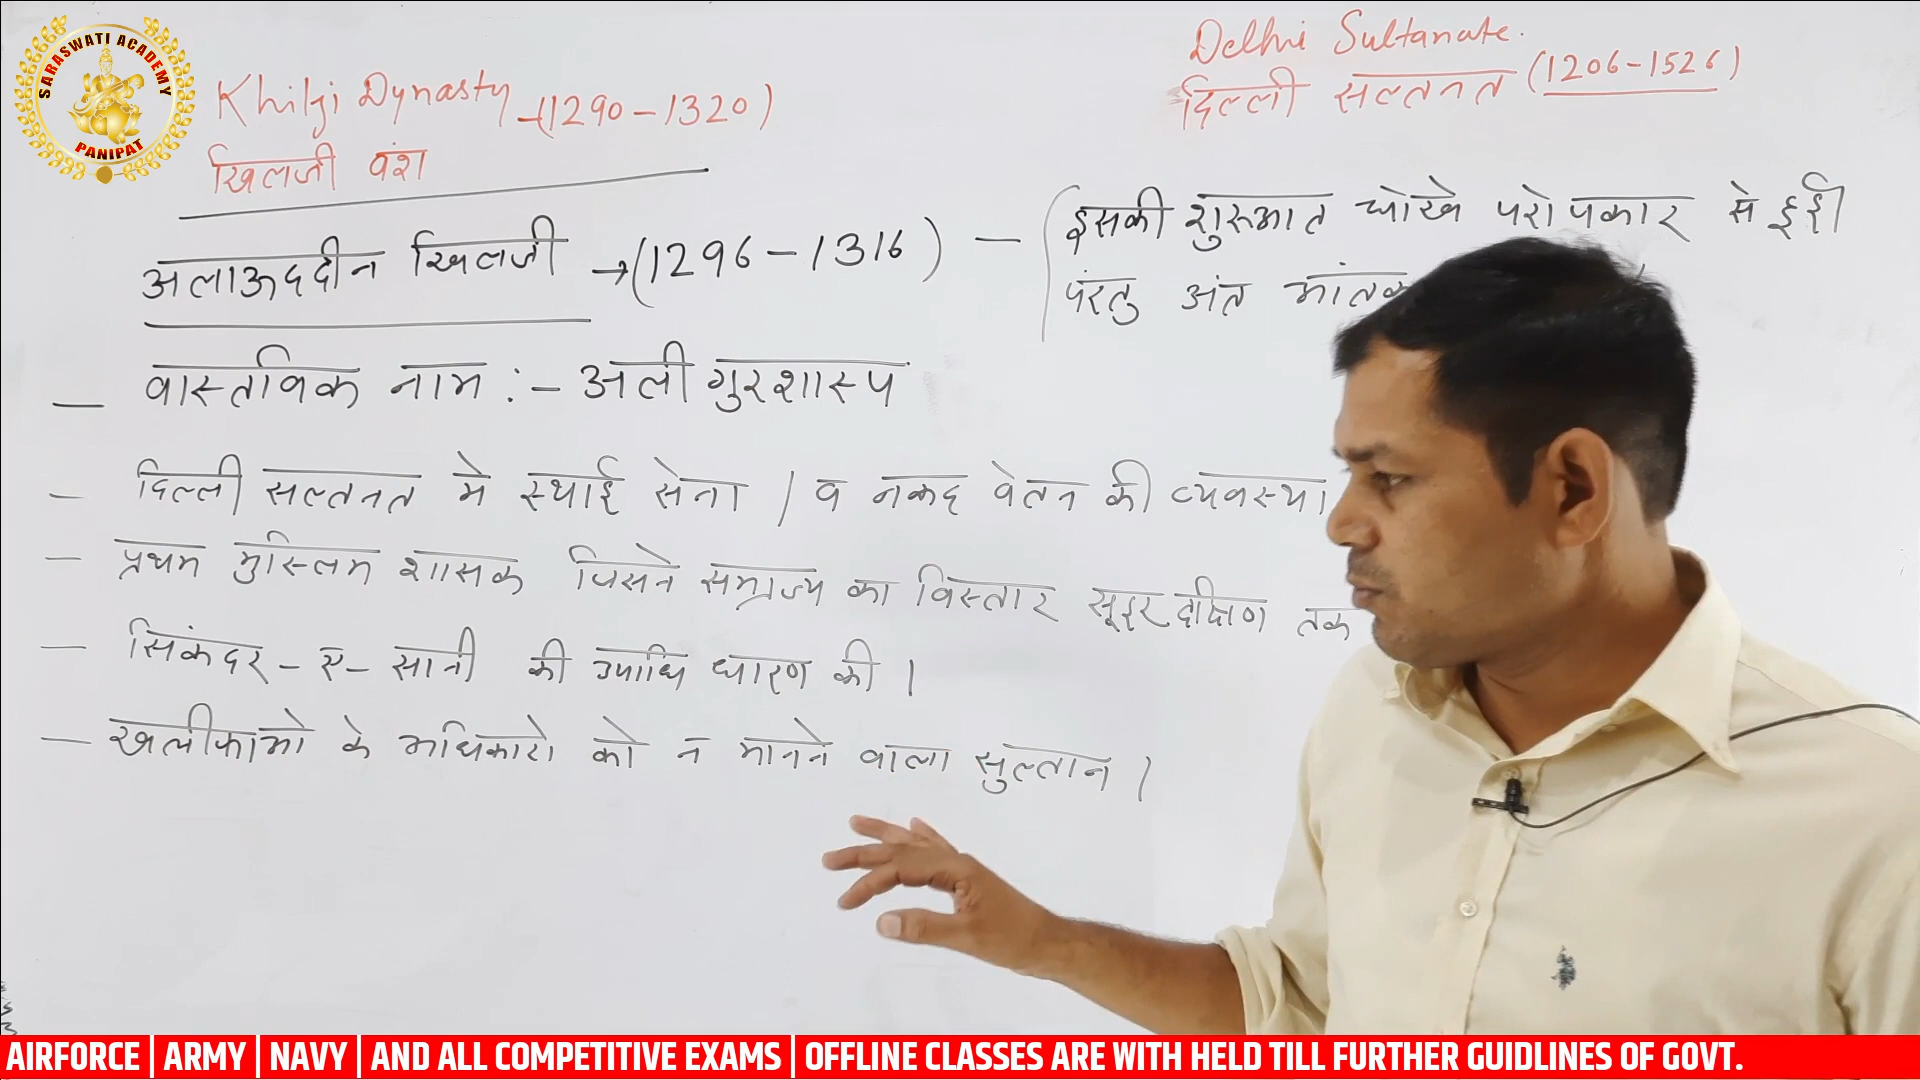 SARASWATI ACADEMY
PANIPAT
Delhi Sultanate.
दिल्ली सल्तनत (1206-1526)
Khilji Dynasty -(1290-1320)
खिलजी वंश
अलाऊददीन खिलजी →(1296-1316) - इसकी शुरुआत चोखे परोपकार से हुई
परंतु अंत
— वास्तविक नाम :- अली गुरशास्प
— दिल्ली सल्तनत मे स्थाई सेना / व नकद वेतन की व्यवस्था
— प्रथम मुस्लिम शासक जिसने सम्राज्य का विस्तार सूदूर दक्षिण तक
— सिकंदर-ए-सानी की उपाधि धारण की ।
— खलीफाओ के अधिकारो को न मानने वाला सुल्तान ।
AIRFORCE | ARMY | NAVY | AND ALL COMPETITIVE EXAMS | OFFLINE CLASSES ARE WITH HELD TILL FURTHER GUIDLINES OF GOVT.